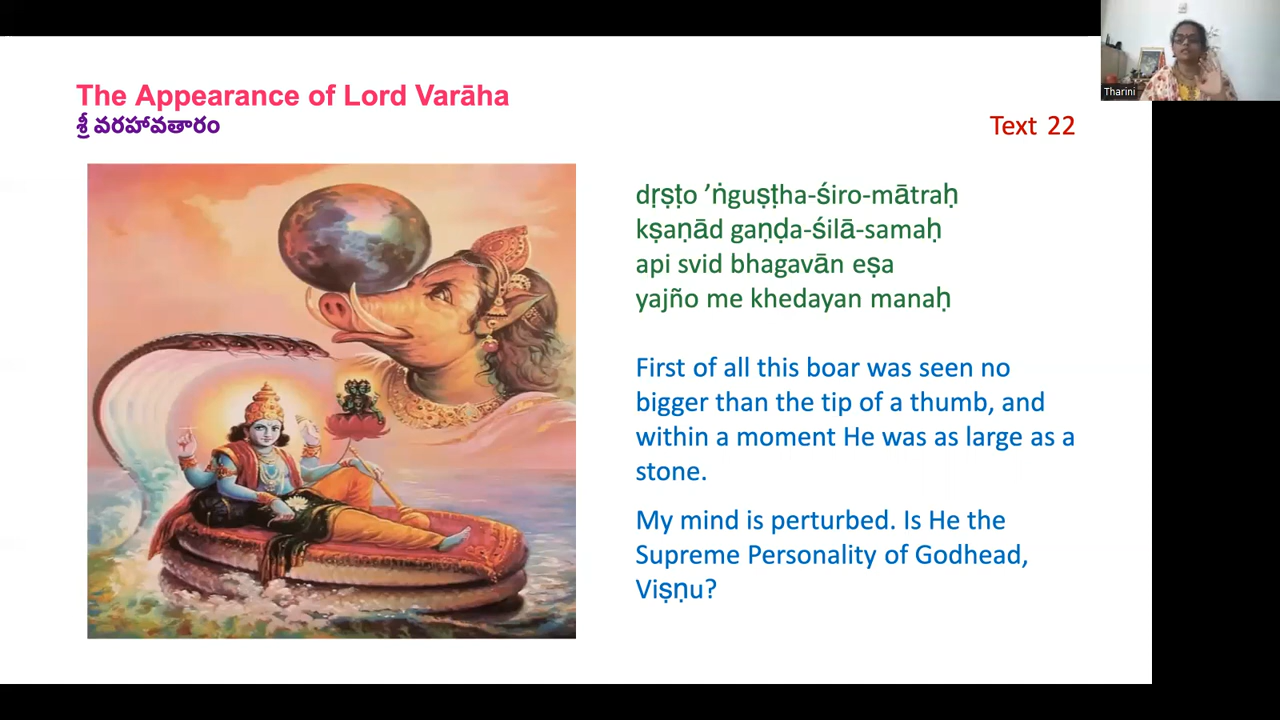 The Appearance of Lord Varāha
శ్రీ వరహావతారం
Text 22
dṛṣṭo ’ṅguṣṭha-śiro-mātraḥ
kṣaṇād gaṇḍa-śilā-samaḥ
api svid bhagavān eṣa
yajño me khedayan manaḥ
First of all this boar was seen no
bigger than the tip of a thumb, and
within a moment He was as large as a
stone.
My mind is perturbed. Is He the
Supreme Personality of Godhead,
Viṣṇu?
Tharini